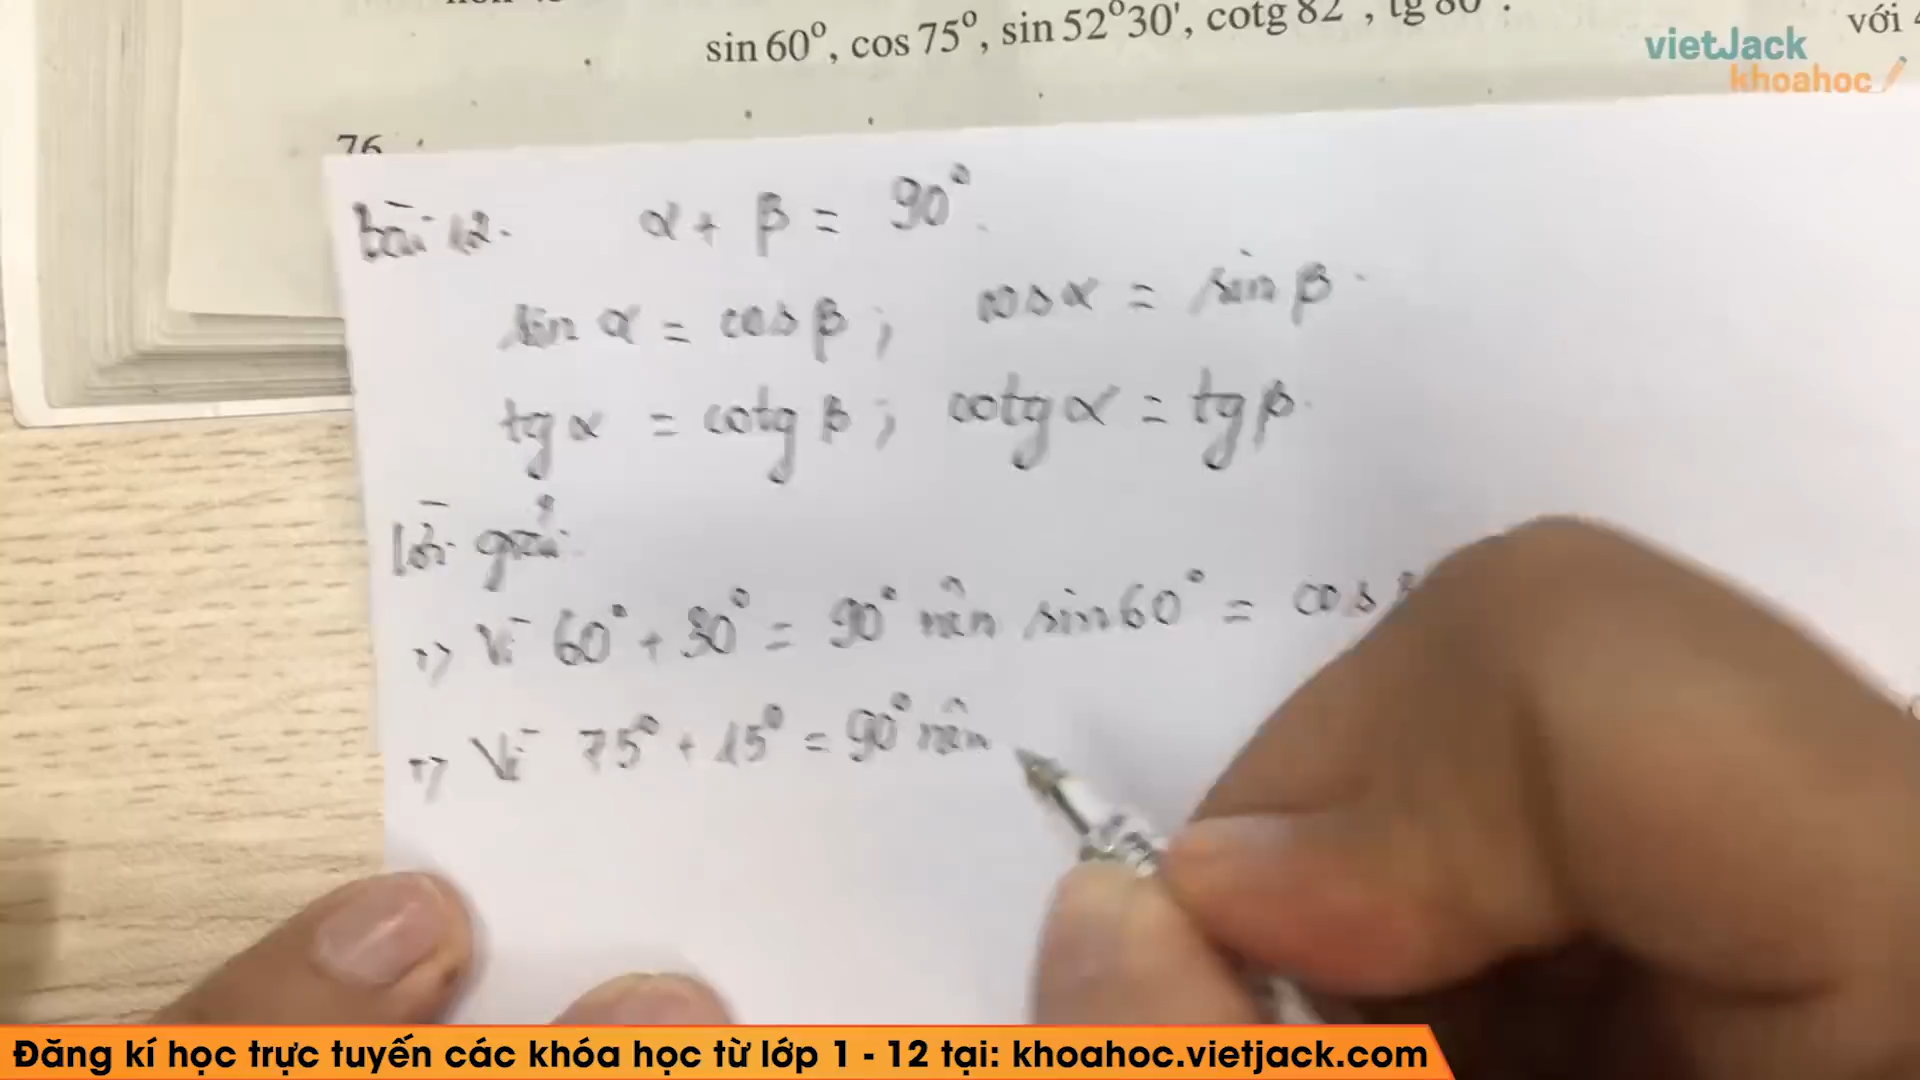 sin 60°, cos 75°, sin 52°30', cotg 82°, tg 80°.
với
vietJack
khoahoc
76
bài 12. α + β = 90°.
sin α = cos β ; cos α = sin β.
tg α = cotg β ; cotg α = tg β.
lời giải:
+) Vì 60° + 30° = 90° nên sin 60° = cos
+) Vì 75° + 15° = 90° nên
Đăng kí học trực tuyến các khóa học từ lớp 1 - 12 tại: khoahoc.vietjack.com